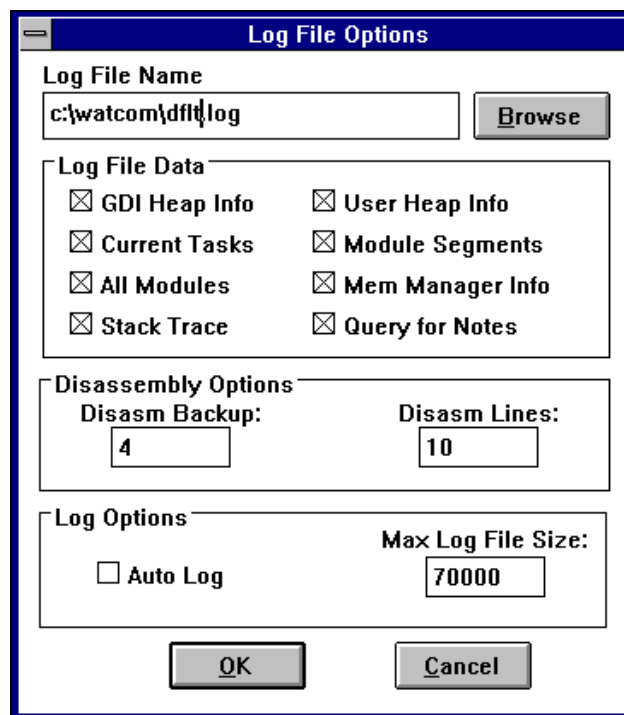 Log File Options
Log File Name
c:\watcom\dflt.log
Browse
Log File Data
GDI Heap Info User Heap Info
Current Tasks Module Segments
All Modules Mem Manager Info
Stack Trace Query for Notes
Disassembly Options
Disasm Backup: Disasm Lines:
4 10
Log Options
Max Log File Size:
Auto Log 70000
OK Cancel